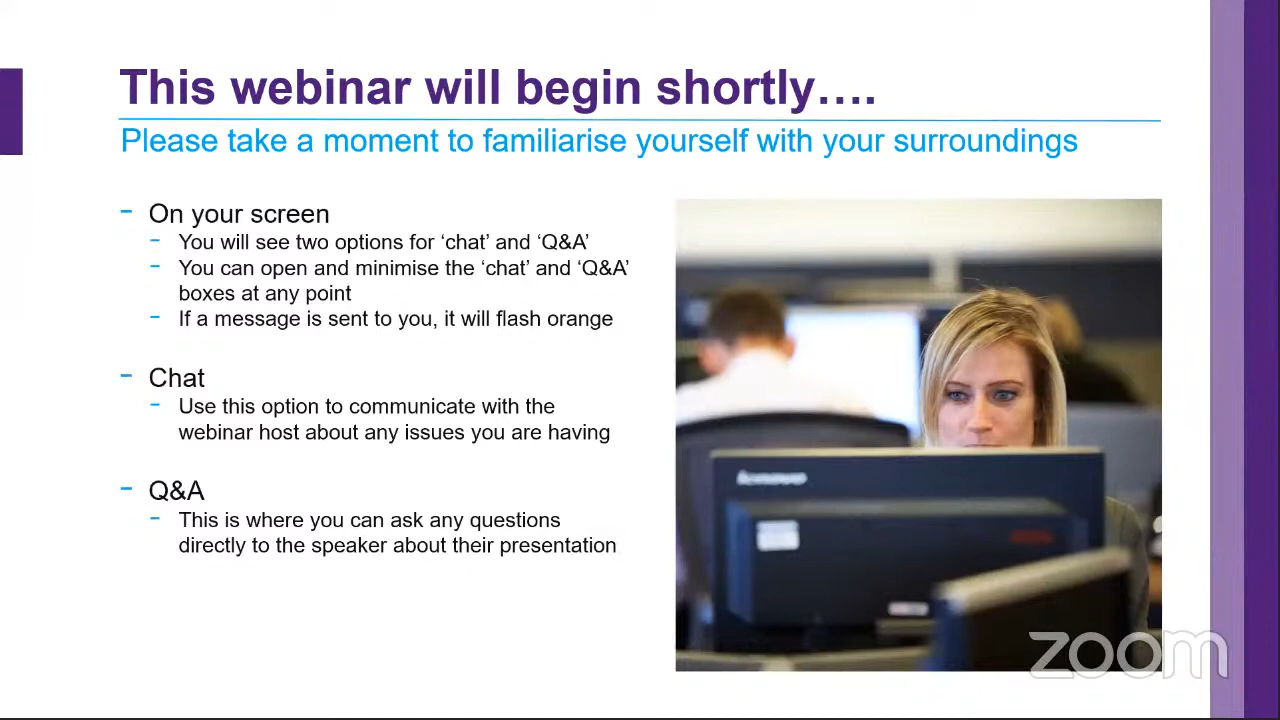 This webinar will begin shortly….
Please take a moment to familiarise yourself with your surroundings
- On your screen
- You will see two options for ‘chat’ and ‘Q&A’
- You can open and minimise the ‘chat’ and ‘Q&A’
boxes at any point
- If a message is sent to you, it will flash orange
- Chat
- Use this option to communicate with the
webinar host about any issues you are having
- Q&A
- This is where you can ask any questions
directly to the speaker about their presentation
lenovo
zoom